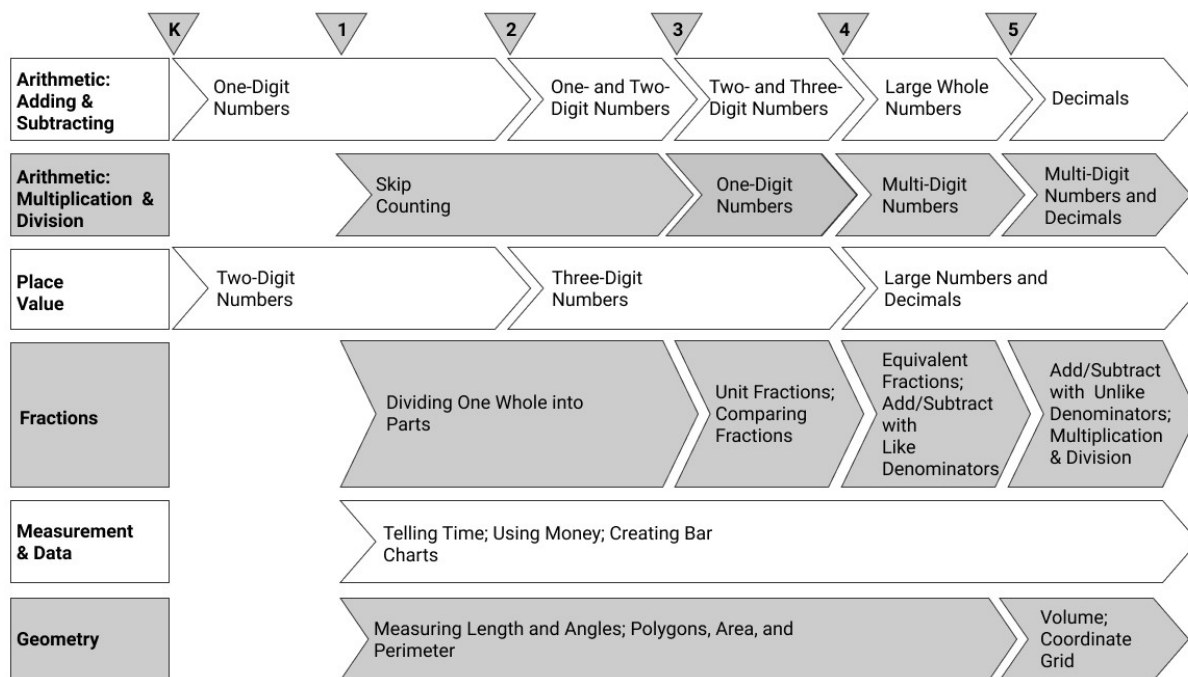 K 1 2 3 4 5
Arithmetic:
Adding &
Subtracting
One-Digit
Numbers
One- and Two-
Digit Numbers
Two- and Three-
Digit Numbers
Large Whole
Numbers
Decimals
Arithmetic:
Multiplication &
Division
Skip
Counting
One-Digit
Numbers
Multi-Digit
Numbers
Multi-Digit
Numbers and
Decimals
Place
Value
Two-Digit
Numbers
Three-Digit
Numbers
Large Numbers and
Decimals
Fractions
Dividing One Whole into
Parts
Unit Fractions;
Comparing
Fractions
Equivalent
Fractions;
Add/Subtract
with
Like
Denominators
Add/Subtract
with Unlike
Denominators;
Multiplication
& Division
Measurement
& Data
Telling Time; Using Money; Creating Bar
Charts
Geometry
Measuring Length and Angles; Polygons, Area, and
Perimeter
Volume;
Coordinate
Grid